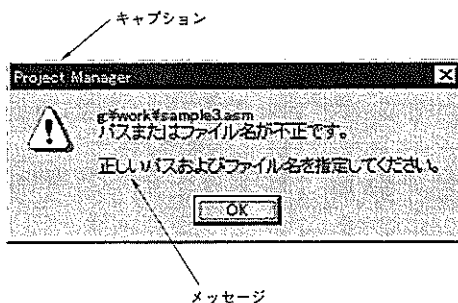 キャプション
Project Manager
g:¥work¥sample3.asm
パスまたはファイル名が不正です。
正しいパスおよびファイル名を指定してください。
OK
メッセージ